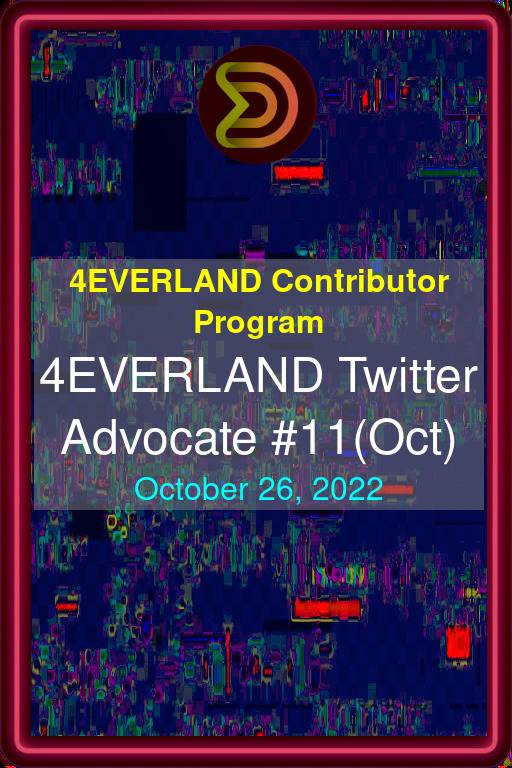 4EVERLAND Contributor
Program
4EVERLAND Twitter
Advocate #11(Oct)
October 26, 2022